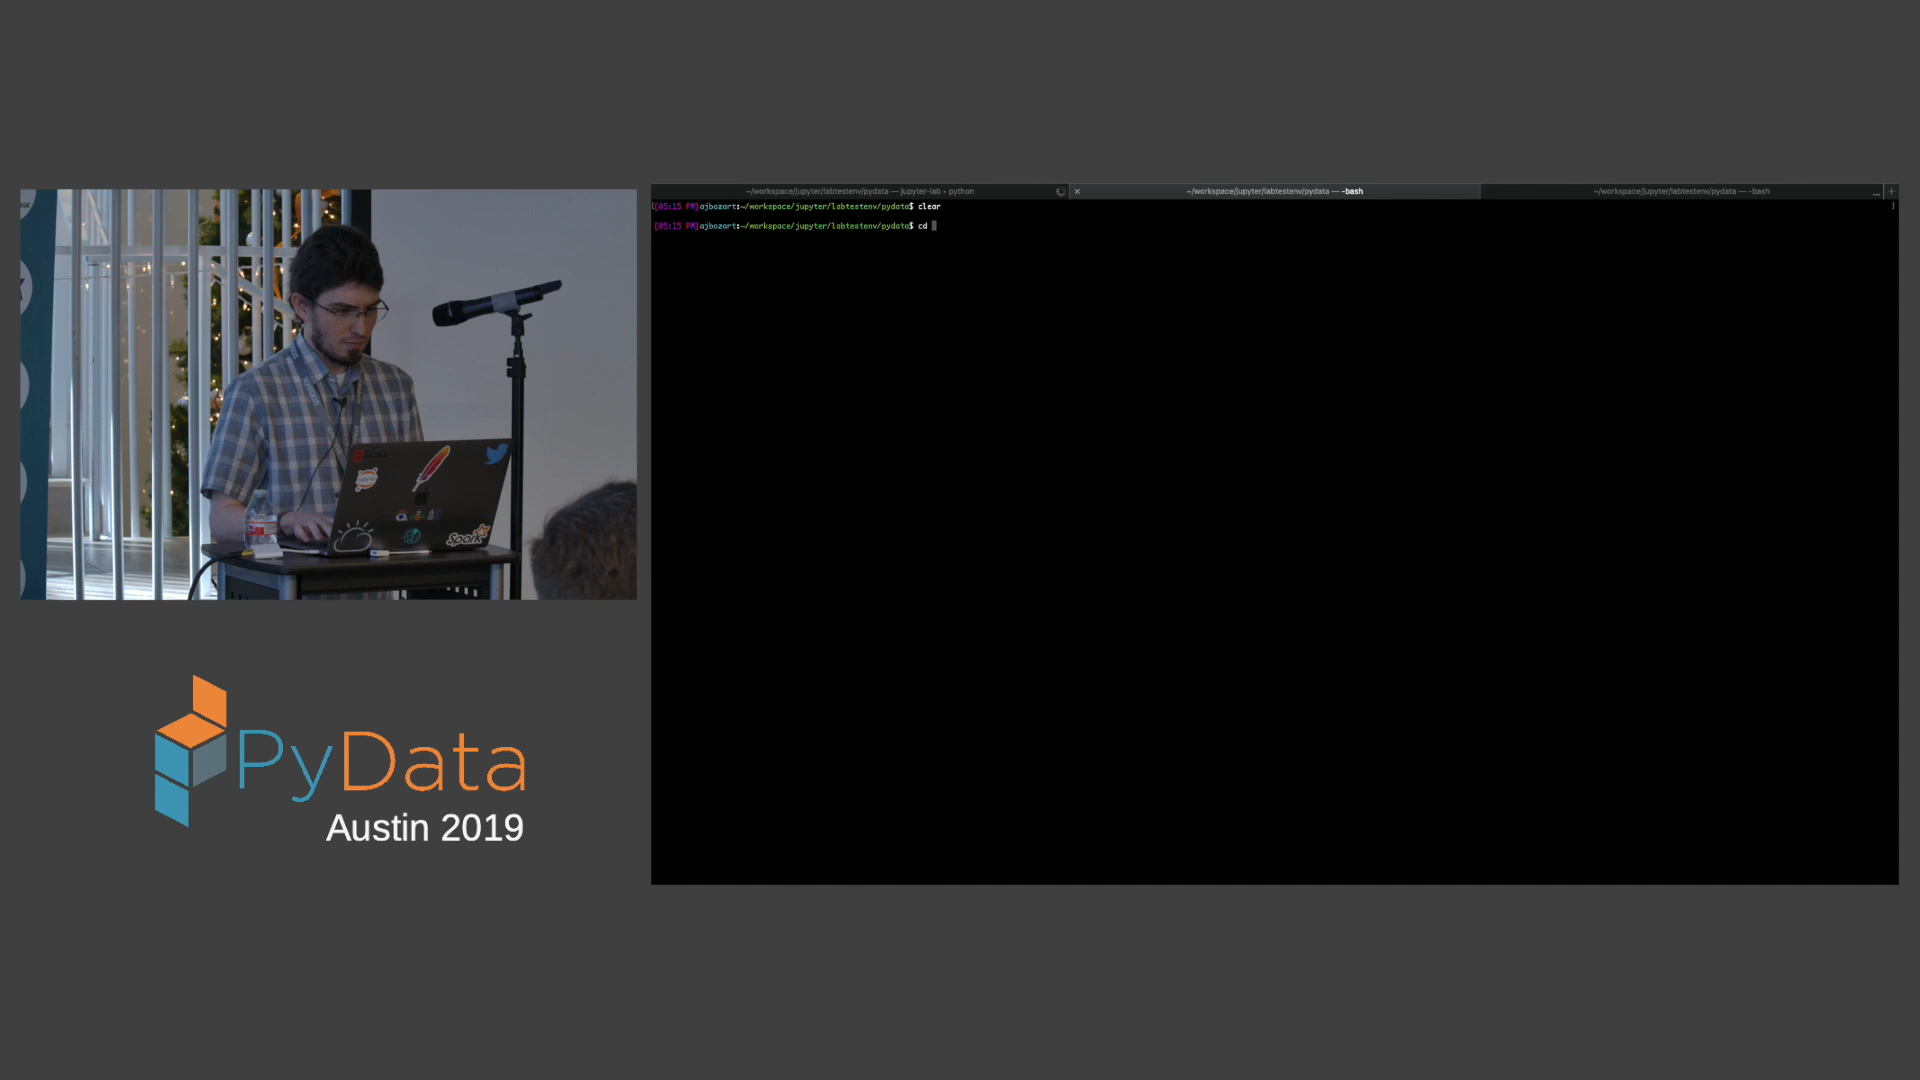 ~/workspace/jupyter/labtestenv/pydata — jupyter-lab • python
~/workspace/jupyter/labtestenv/pydata — -bash
~/workspace/jupyter/labtestenv/pydata — -bash
[[05:15 PM]ajbozart:~/workspace/jupyter/labtestenv/pydata$ clear
[05:15 PM]ajbozart:~/workspace/jupyter/labtestenv/pydata$ cd
Spark
PyData
Austin 2019